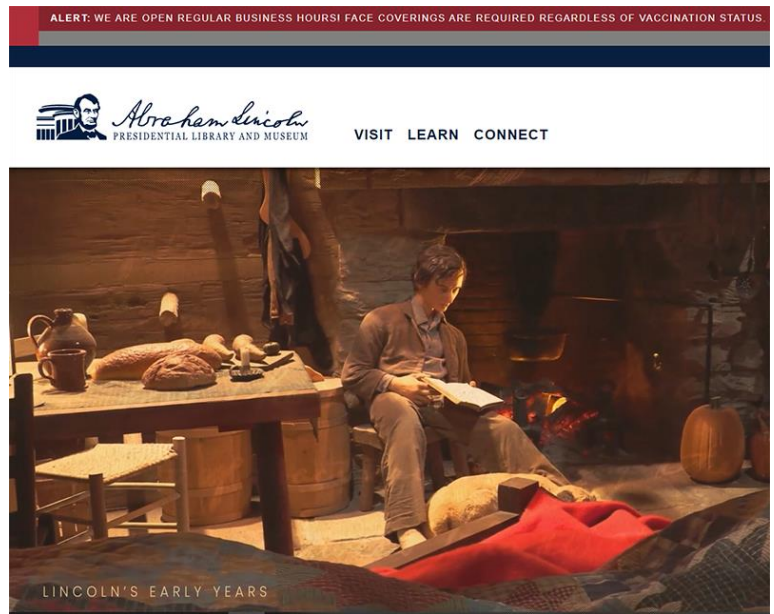 ALERT: WE ARE OPEN REGULAR BUSINESS HOURS! FACE COVERINGS ARE REQUIRED REGARDLESS OF VACCINATION STATUS.
Abraham Lincoln
PRESIDENTIAL LIBRARY AND MUSEUM
VISIT LEARN CONNECT
LINCOLN'S EARLY YEARS